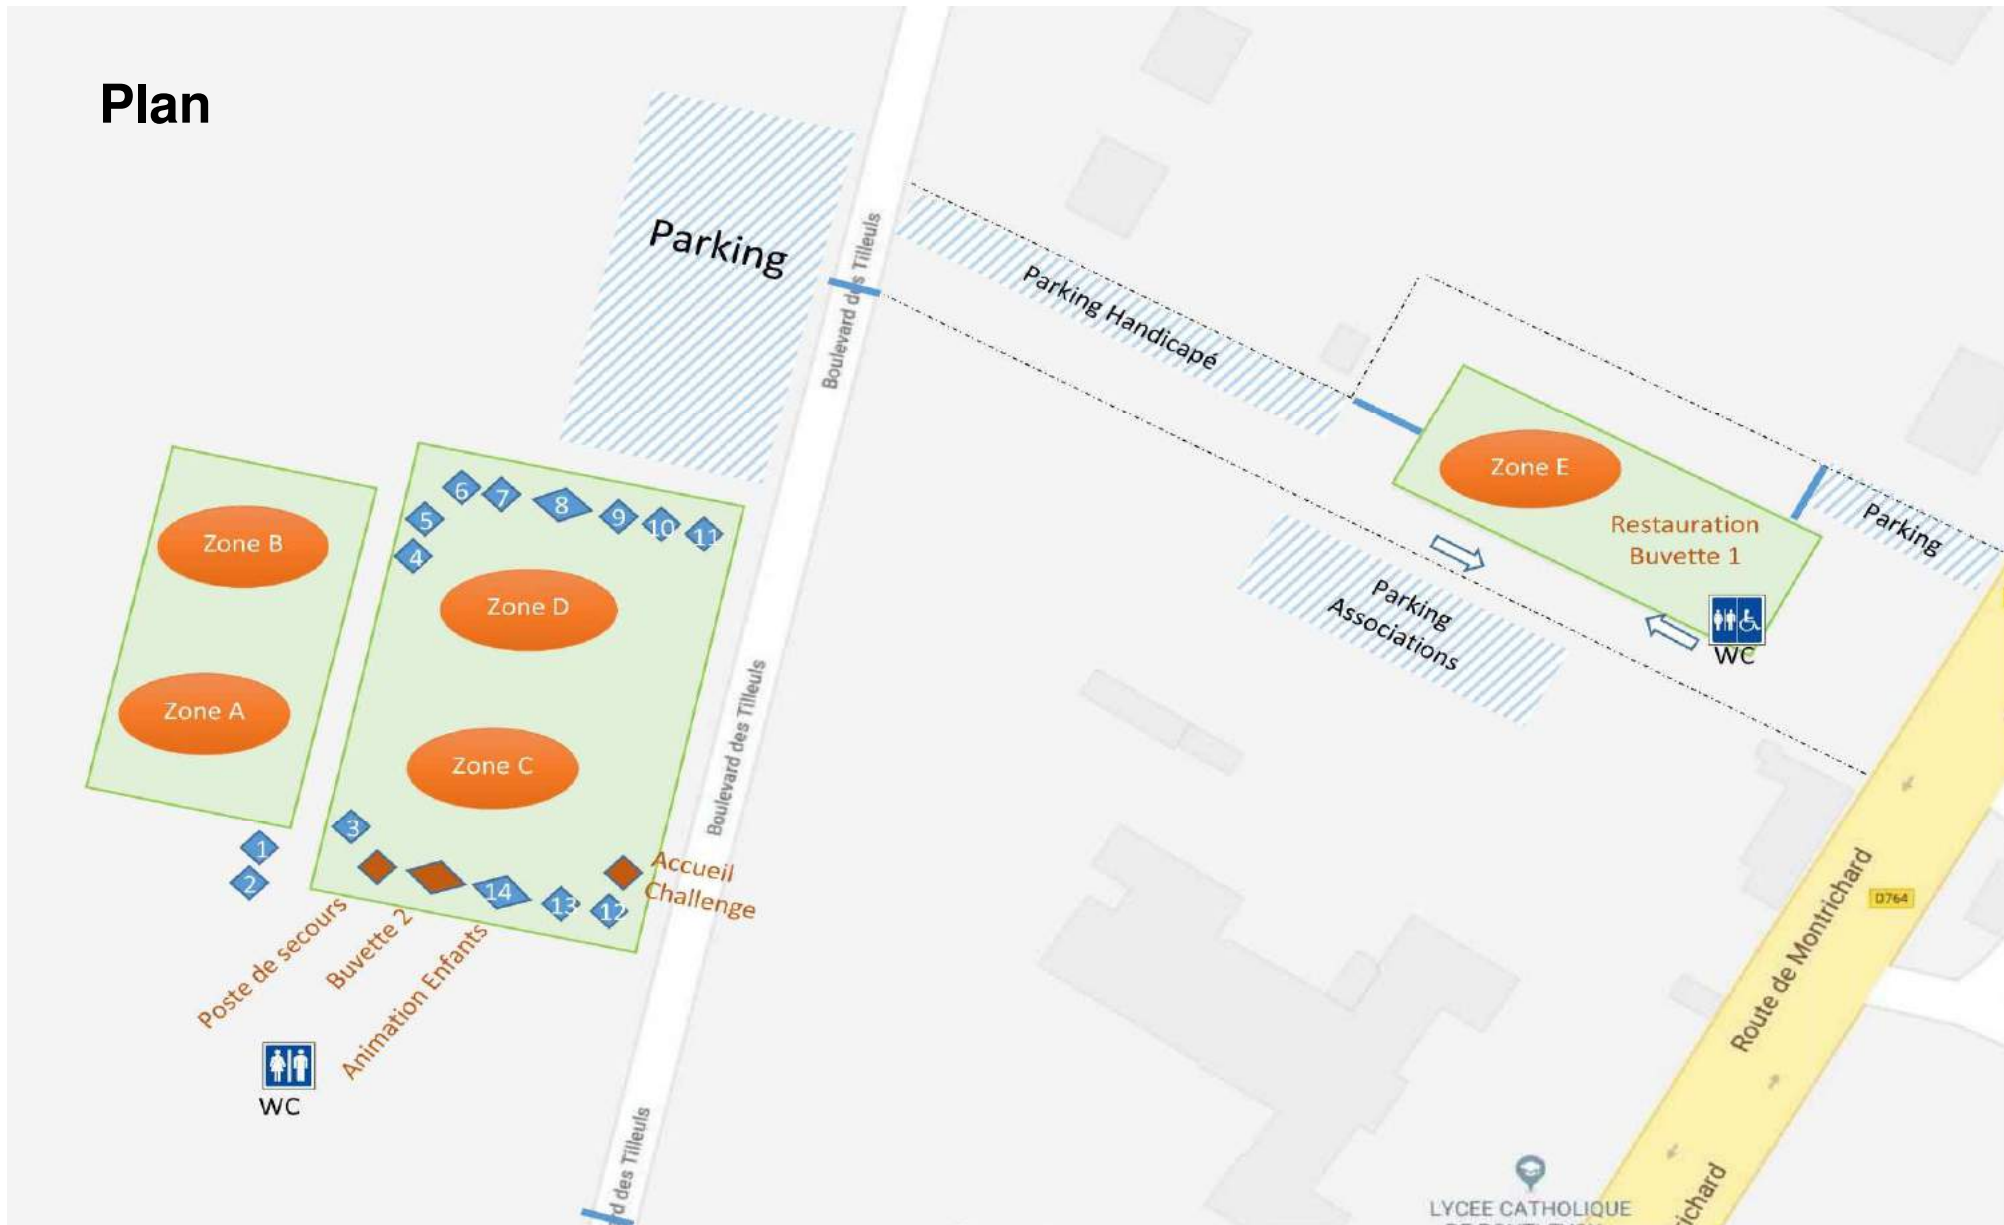 Plan
Parking
Boulevard des Tilleuls
Parking Handicapé
Zone E
Restauration
Buvette 1
Parking
Parking
Associations
WC
Zone B
Zone A
6
7
8
9
10
11
5
4
Zone D
Zone C
Boulevard des Tilleuls
3
1
2
14
13
12
Accueil
Challenge
Poste de secours
Buvette 2
Animation Enfants
WC
d des Tilleuls
D764
Route de Montrichard
richard
LYCEE CATHOLIQUE